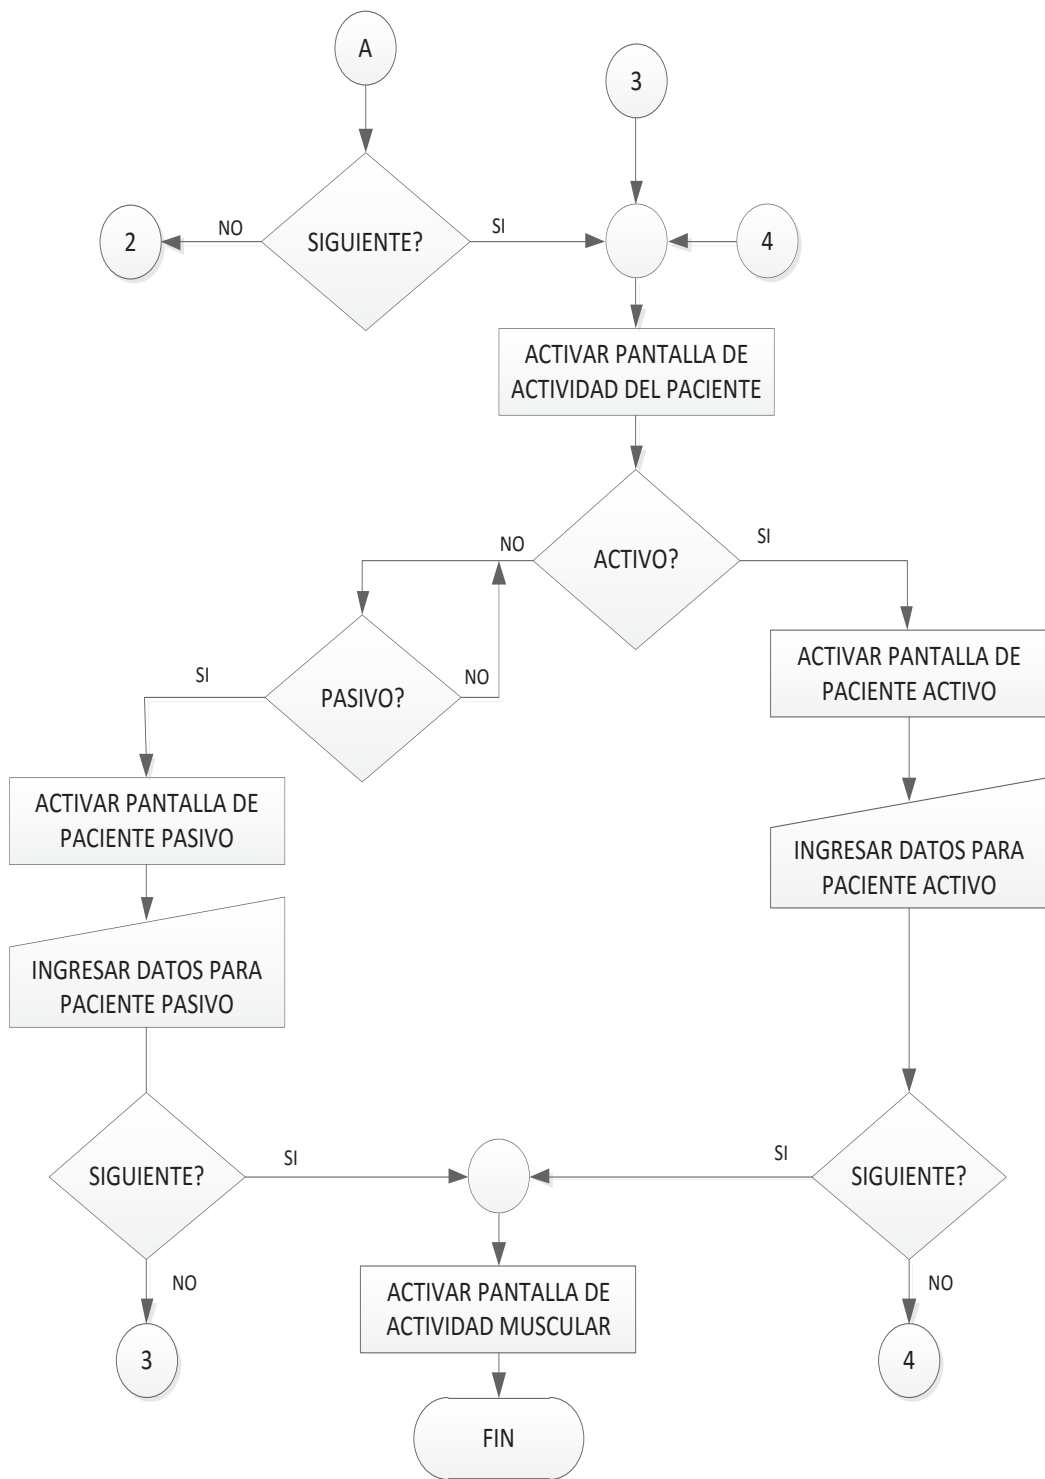 A
3
SIGUIENTE?
NO
2
SI
4
ACTIVAR PANTALLA DE
ACTIVIDAD DEL PACIENTE
ACTIVO?
NO
SI
PASIVO?
SI
NO
ACTIVAR PANTALLA DE
PACIENTE ACTIVO
ACTIVAR PANTALLA DE
PACIENTE PASIVO
INGRESAR DATOS PARA
PACIENTE ACTIVO
INGRESAR DATOS PARA
PACIENTE PASIVO
SIGUIENTE?
SI
SI
SIGUIENTE?
NO
NO
ACTIVAR PANTALLA DE
ACTIVIDAD MUSCULAR
3
4
FIN